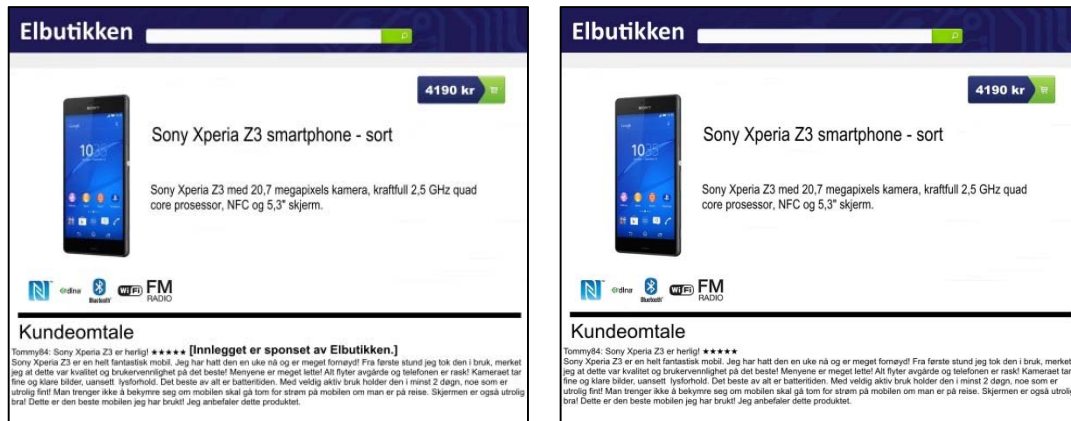 Elbutikken
4190 kr
SONY
10
Sony Xperia Z3 smartphone - sort
Sony Xperia Z3 med 20,7 megapixels kamera, kraftfull 2,5 GHz quad
core prosessor, NFC og 5,3" skjerm.
dlna Bluetooth WiFi FM
RADIO
Kundeomtale
Tommy84: Sony Xperia Z3 er herlig! ★★★★★ [Innlegget er sponset av Elbutikken.]
Sony Xperia Z3 er en helt fantastisk mobil. Jeg har hatt den en uke nå og er meget fornøyd! Fra første stund jeg tok den i bruk, merket
jeg at dette var kvalitet og brukervennlighet på det beste! Menyene er meget lette! Alt flyter avgårde og telefonen er rask! Kameraet tar
fine og klare bilder, uansett lysforhold. Det beste av alt er batteritiden. Med veldig aktiv bruk holder den i minst 2 døgn, noe som er
utrolig fint! Man trenger ikke å bekymre seg om mobilen skal gå tom for strøm på mobilen om man er på reise. Skjermen er også utrolig
bra! Dette er den beste mobilen jeg har brukt! Jeg anbefaler dette produktet.
Elbutikken
4190 kr
SONY
10
Sony Xperia Z3 smartphone - sort
Sony Xperia Z3 med 20,7 megapixels kamera, kraftfull 2,5 GHz quad
core prosessor, NFC og 5,3" skjerm.
dlna Bluetooth WiFi FM
RADIO
Kundeomtale
Tommy84: Sony Xperia Z3 er herlig! ★★★★★
Sony Xperia Z3 er en helt fantastisk mobil. Jeg har hatt den en uke nå og er meget fornøyd! Fra første stund jeg tok den i bruk, merket
jeg at dette var kvalitet og brukervennlighet på det beste! Menyene er meget lette! Alt flyter avgårde og telefonen er rask! Kameraet tar
fine og klare bilder, uansett lysforhold. Det beste av alt er batteritiden. Med veldig aktiv bruk holder den i minst 2 døgn, noe som er
utrolig fint! Man trenger ikke å bekymre seg om mobilen skal gå tom for strøm på mobilen om man er på reise. Skjermen er også utrolig
bra! Dette er den beste mobilen jeg har brukt! Jeg anbefaler dette produktet.